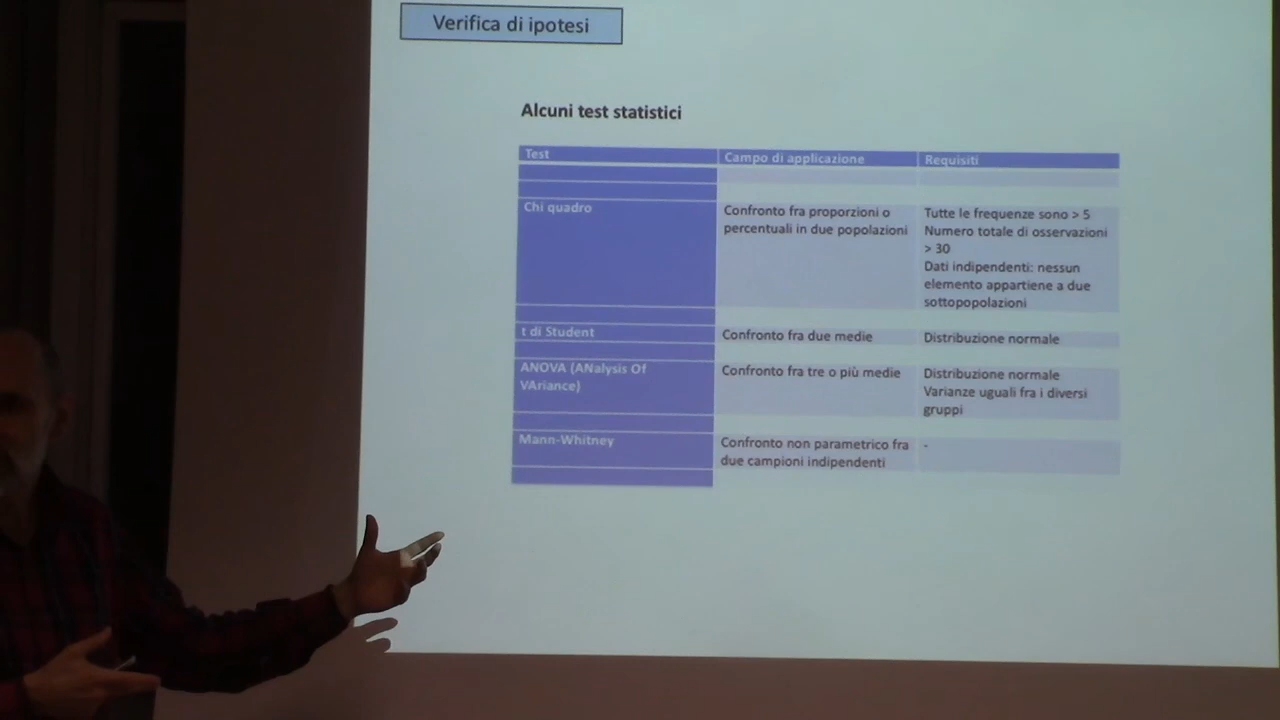 Verifica di ipotesi
Alcuni test statistici
Test
Campo di applicazione
Requisiti
Chi quadro
Confronto fra proporzioni o
percentuali in due popolazioni
Tutte le frequenze sono > 5
Numero totale di osservazioni
> 30
Dati indipendenti: nessun
elemento appartiene a due
sottopopolazioni
t di Student
Confronto fra due medie
Distribuzione normale
ANOVA (ANalysis Of
VAriance)
Confronto fra tre o più medie
Distribuzione normale
Varianze uguali fra i diversi
gruppi
Mann-Whitney
Confronto non parametrico fra
due campioni indipendenti
-